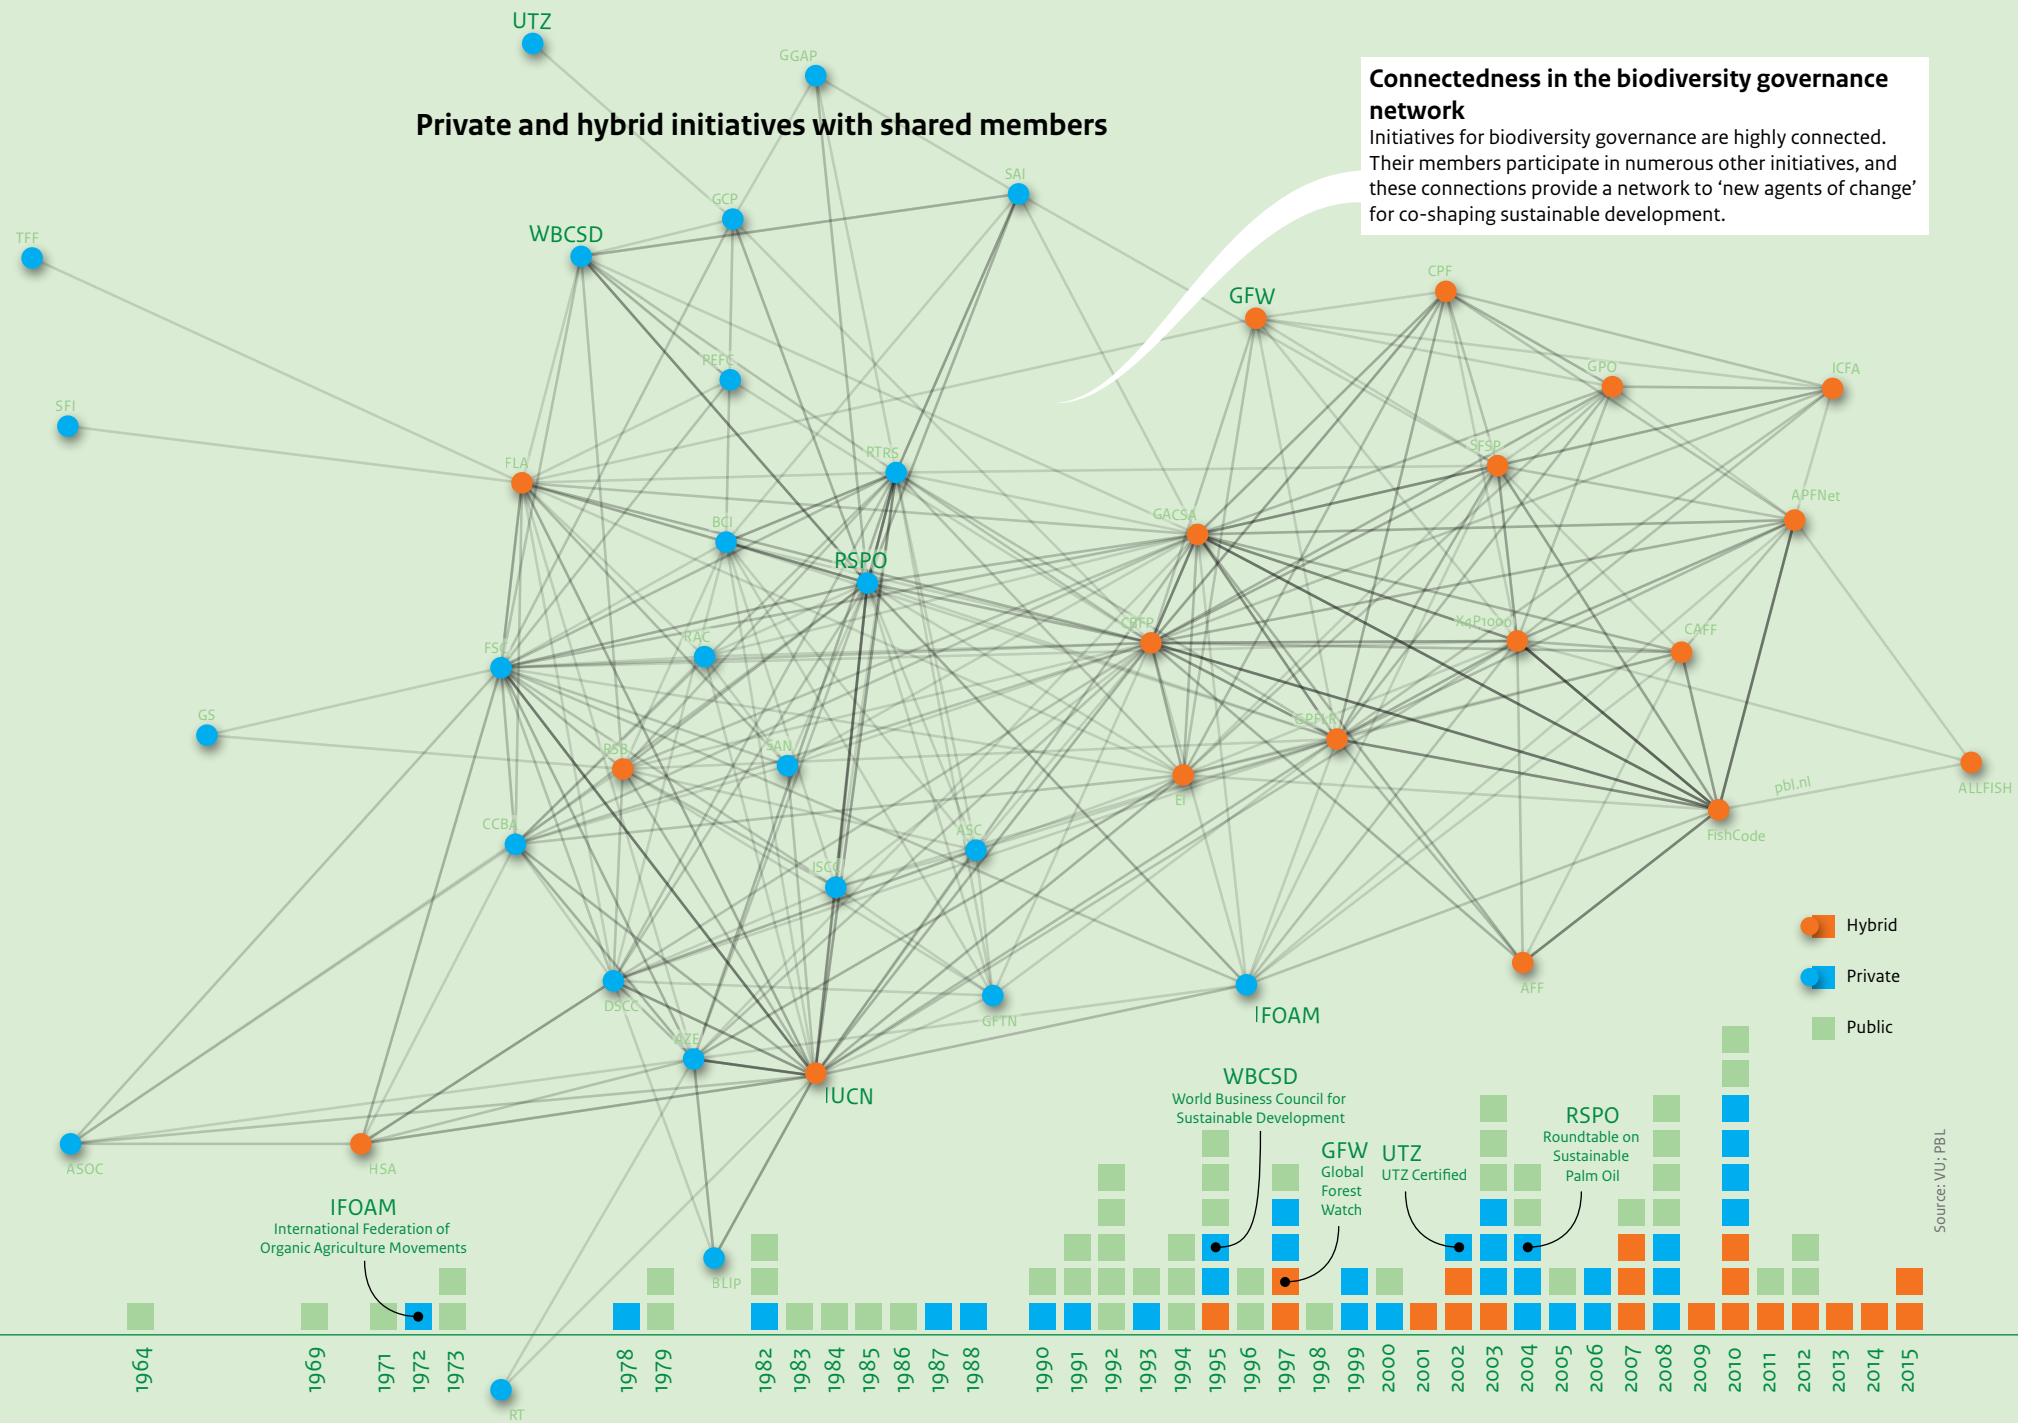 UTZ
GGAP
Connectedness in the biodiversity governance
network
Initiatives for biodiversity governance are highly connected.
Their members participate in numerous other initiatives, and
these connections provide a network to ‘new agents of change’
for co-shaping sustainable development.
Private and hybrid initiatives with shared members
SAI
GCP
WBCSD
TFF
CPF
GFW
PEFC
GPO
ICFA
SFI
FLA
RTRS
SFSP
APFNet
GACSA
BCI
RSPO
CBFP
X4P1000
CAFF
FSC
RAC
GS
GPFLR
RSB
SAN
EI
pbl.nl
ALLFISH
CCBA
ASC
FishCode
ISCC
Hybrid
Private
Public
DSCC
GFTN
IFOAM
AFF
AZE
IUCN
ASOC
HSA
BLIP
RT
WBCSD
World Business Council for
Sustainable Development
GFW
Global
Forest
Watch
UTZ
UTZ Certified
RSPO
Roundtable on
Sustainable
Palm Oil
Source: VU; PBL
IFOAM
International Federation of
Organic Agriculture Movements
1964
1969
1971
1972
1973
1978
1979
1982
1983
1984
1985
1986
1987
1988
1990
1991
1992
1993
1994
1995
1996
1997
1998
1999
2000
2001
2002
2003
2004
2005
2006
2007
2008
2009
2010
2011
2012
2013
2014
2015